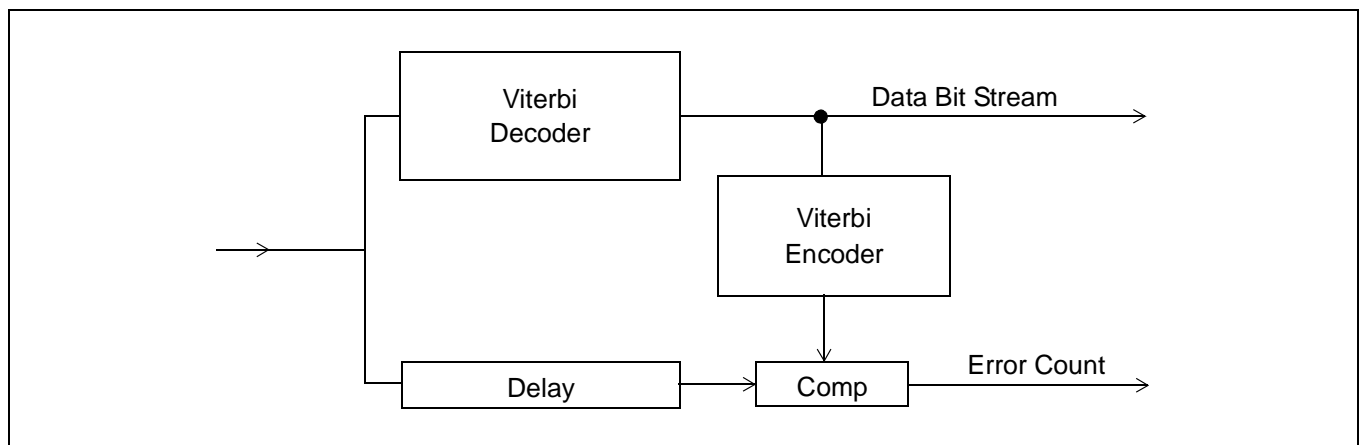 Viterbi
Decoder
Data Bit Stream
Viterbi
Encoder
Delay
Comp
Error Count